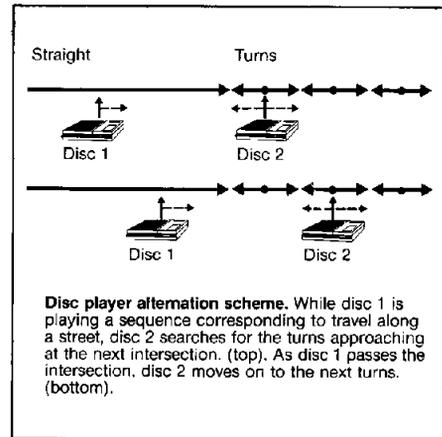 Straight Turns
Disc 1 Disc 2
Disc 1 Disc 2
Disc player alternation scheme. While disc 1 is
playing a sequence corresponding to travel along
a street, disc 2 searches for the turns approaching
at the next intersection. (top). As disc 1 passes the
intersection, disc 2 moves on to the next turns.
(bottom).